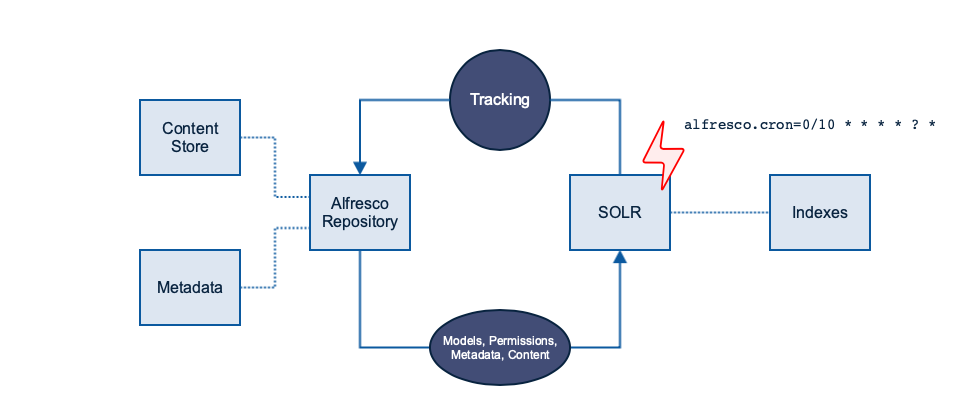 Tracking
alfresco.cron=0/10 * * * * ? *
Content
Store
Alfresco
Repository
SOLR
Indexes
Metadata
Models, Permissions,
Metadata, Content